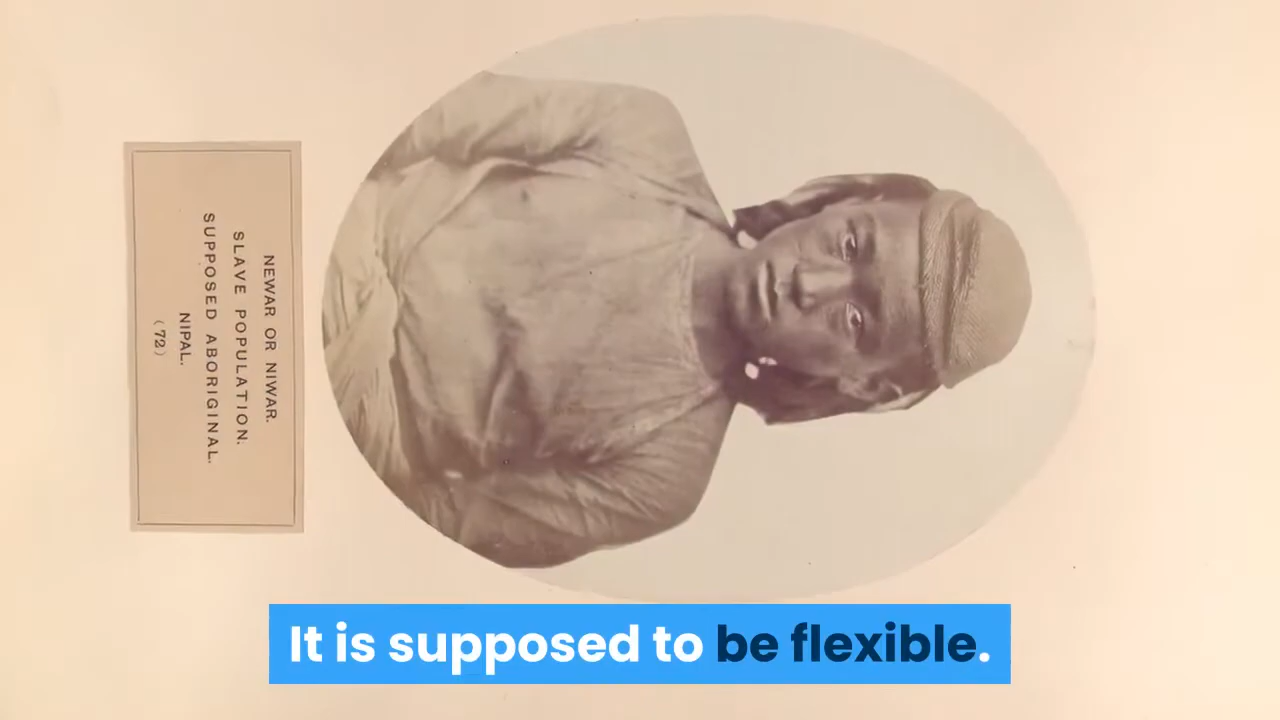 NEWAR OR NIWAR.
SLAVE POPULATION.
SUPPOSED ABORIGINAL.
NIPAL.
(72)
It is supposed to be flexible.